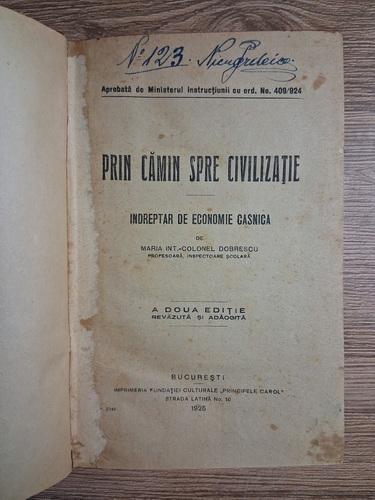 No 123.
Aprobată de Ministerul Instrucțiunii cu ord. No. 409/924
PRIN CĂMIN SPRE CIVILIZAȚIE
INDREPTAR DE ECONOMIE CASNICA
DE
MARIA INT.-COLONEL DOBRESCU
PROFESOARĂ, INSPECTOARE ȘCOLARĂ
A DOUA EDIȚIE
REVĂZUTĂ ȘI ADĂOGITĂ
BUCUREȘTI
IMPRIMERIA FUNDAȚIEI CULTURALE „PRINCIPELE CAROL"
STRADA LATINĂ No. 10
1925